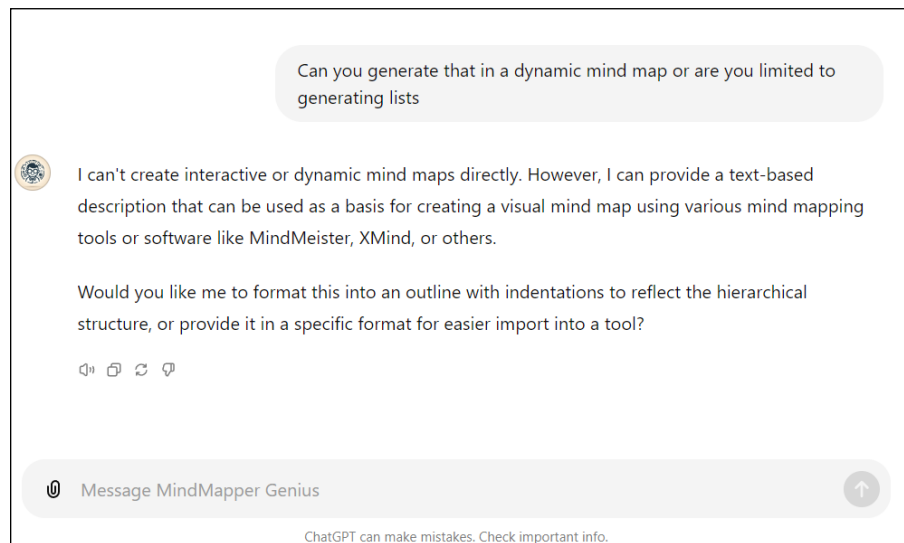 Can you generate that in a dynamic mind map or are you limited to
generating lists
I can't create interactive or dynamic mind maps directly. However, I can provide a text-based
description that can be used as a basis for creating a visual mind map using various mind mapping
tools or software like MindMeister, XMind, or others.
Would you like me to format this into an outline with indentations to reflect the hierarchical
structure, or provide it in a specific format for easier import into a tool?
Message MindMapper Genius
ChatGPT can make mistakes. Check important info.